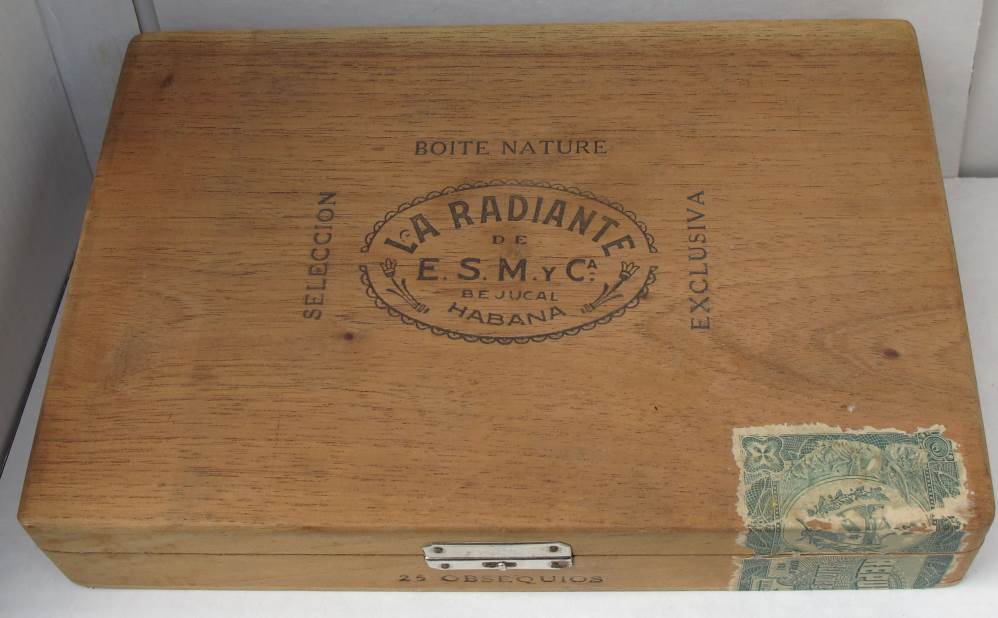 BOITE NATURE
SELECCION
LA RADIANTE
DE
E. S. M. Y CA:
BEJUCAL
HABANA
EXCLUSIVA
25 OBSEQUIOS